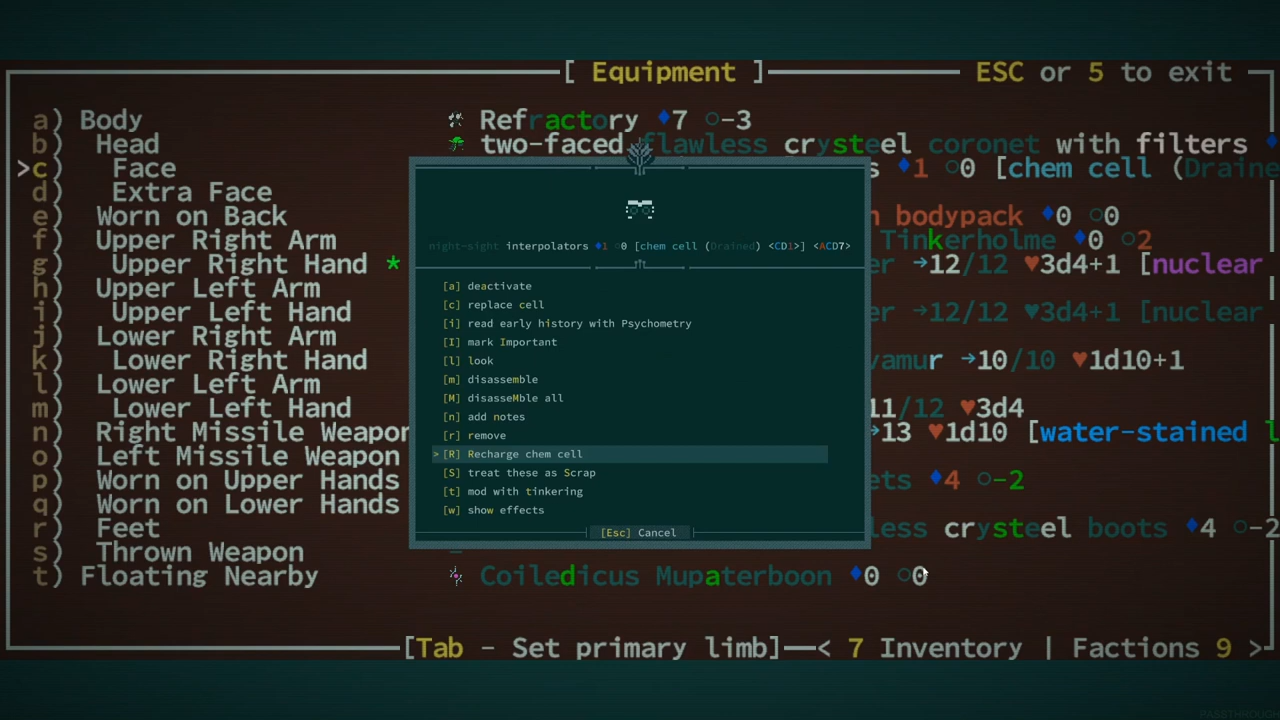 [ Equipment ] ESC or 5 to exit
a) Body Refractory ♦7 ○-3
b) Head two-faced flawless crysteel coronet with filters ♦
>c) Face s ♦1 ○0 [chem cell (Draine
d) Extra Face
e) Worn on Back n bodypack ♦0 ○0
f) Upper Right Arm Tinkerholme ♦0 ○2
g) Upper Right Hand * er →12/12 ♥3d4+1 [nuclear
h) Upper Left Arm
i) Upper Left Hand er →12/12 ♥3d4+1 [nuclear
j) Lower Right Arm
k) Lower Right Hand vamur →10/10 ♥1d10+1
l) Lower Left Arm
m) Lower Left Hand 11/12 ♥3d4
n) Right Missile Weapon →13 ♥1d10 [water-stained l
o) Left Missile Weapon
p) Worn on Upper Hands ets ♦4 ○-2
q) Worn on Lower Hands
r) Feet less crysteel boots ♦4 ○-2
s) Thrown Weapon
t) Floating Nearby Coiledicus Mupaterboon ♦0 ○0
[Tab - Set primary limb] < 7 Inventory | Factions 9 >
night-sight interpolators ♦1 ○0 [chem cell (Drained) <CD1>] <ACD7>
[a] deactivate
[c] replace cell
[i] read early history with Psychometry
[I] mark Important
[l] look
[m] disassemble
[M] disasseMble all
[n] add notes
[r] remove
> [R] Recharge chem cell
[S] treat these as Scrap
[t] mod with tinkering
[w] show effects
[Esc] Cancel